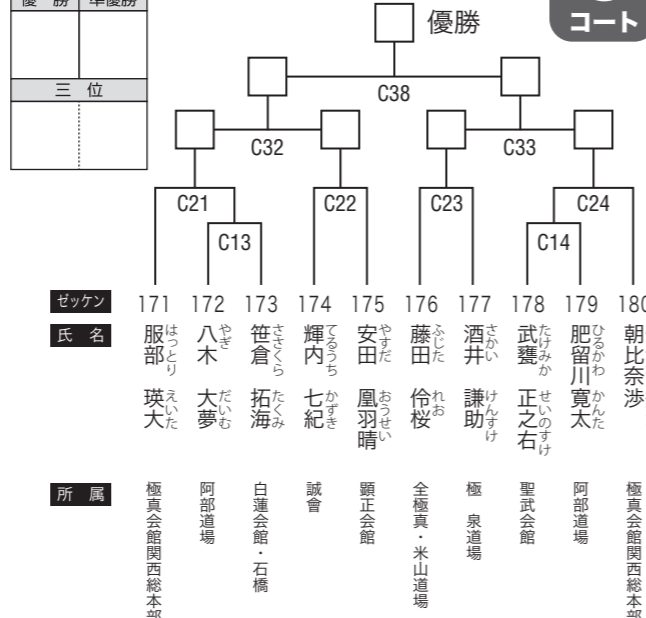 優 勝 準優勝
三 位
優勝
コート
C38
C32 C33
C21 C22 C23 C24
C13 C14
ゼッケン 171 172 173 174 175 176 177 178 179 180
氏 名
服部 瑛大
はっとり えいた
八木 大夢
やぎ だいむ
笹倉 拓海
ささくら たくみ
輝内 七紀
てるうち かずき
安田 凰羽晴
やすだ おうせい
藤田 伶桜
ふじた れお
酒井 謙助
さかい けんすけ
武甕 正之右
たけみか せいのすけ
肥留川 寛太
ひるかわ かんた
朝比奈 渉
所 属
極真会館関西総本部
阿部道場
白蓮会館・石橋
誠會
顕正会館
全極真・米山道場
極 泉道場
聖武会館
阿部道場
極真会館関西総本部